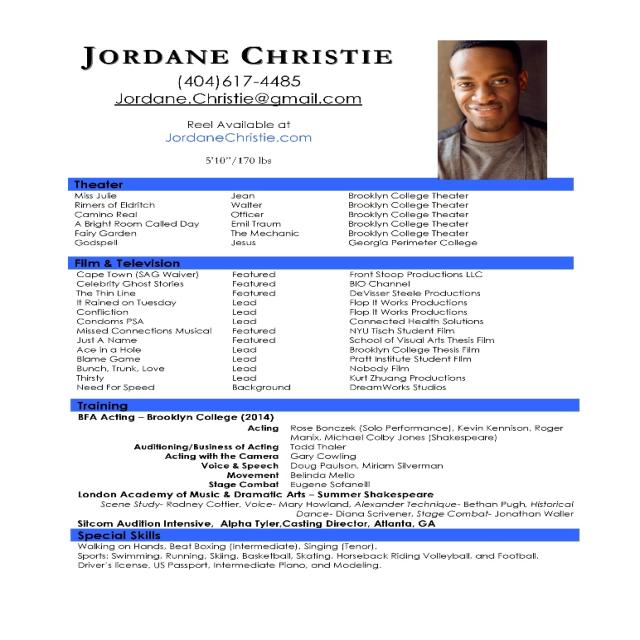 JORDANE CHRISTIE
(404)617-4485
Jordane.Christie@gmail.com
Reel Available at
JordaneChristie.com
5'10"/170 lbs
Theater
Miss Julie Jean Brooklyn College Theater
Rimers of Eldritch Walter Brooklyn College Theater
Camino Real Officer Brooklyn College Theater
A Bright Room Called Day Emil Traum Brooklyn College Theater
Fairy Garden The Mechanic Brooklyn College Theater
Godspell Jesus Georgia Perimeter College
Film & Television
Cape Town (SAG Waiver) Featured Front Stoop Productions LLC
Celebrity Ghost Stories Featured BIO Channel
The Thin Line Featured DeVisser Steele Productions
It Rained on Tuesday Lead Flop It Works Productions
Confliction Lead Flop It Works Productions
Condoms PSA Lead Connected Health Solutions
Missed Connections Musical Featured NYU Tisch Student Film
Just A Name Featured School of Visual Arts Thesis Film
Ace in a Hole Lead Brooklyn College Thesis Film
Blame Game Lead Pratt Institute Student Film
Bunch, Trunk, Love Lead Nobody Film
Thirsty Lead Kurt Zhuang Productions
Need For Speed Background DreamWorks Studios
Training
BFA Acting – Brooklyn College (2014)
Acting Rose Bonczek (Solo Performance), Kevin Kennison, Roger
Manix, Michael Colby Jones (Shakespeare)
Auditioning/Business of Acting Todd Thaler
Acting with the Camera Gary Cowling
Voice & Speech Doug Paulson, Miriam Silverman
Movement Belinda Mello
Stage Combat Eugene Sofanelli
London Academy of Music & Dramatic Arts – Summer Shakespeare
Scene Study- Rodney Cottier, Voice- Mary Howland, Alexander Technique- Bethan Pugh, Historical
Dance- Diana Scrivener, Stage Combat- Jonathan Waller
Sitcom Audition Intensive, Alpha Tyler,Casting Director, Atlanta, GA
Special Skills
Walking on Hands, Beat Boxing (Intermediate), Singing (Tenor).
Sports: Swimming, Running, Skiing, Basketball, Skating, Horseback Riding Volleyball, and Football.
Driver's license, US Passport, Intermediate Piano, and Modeling.